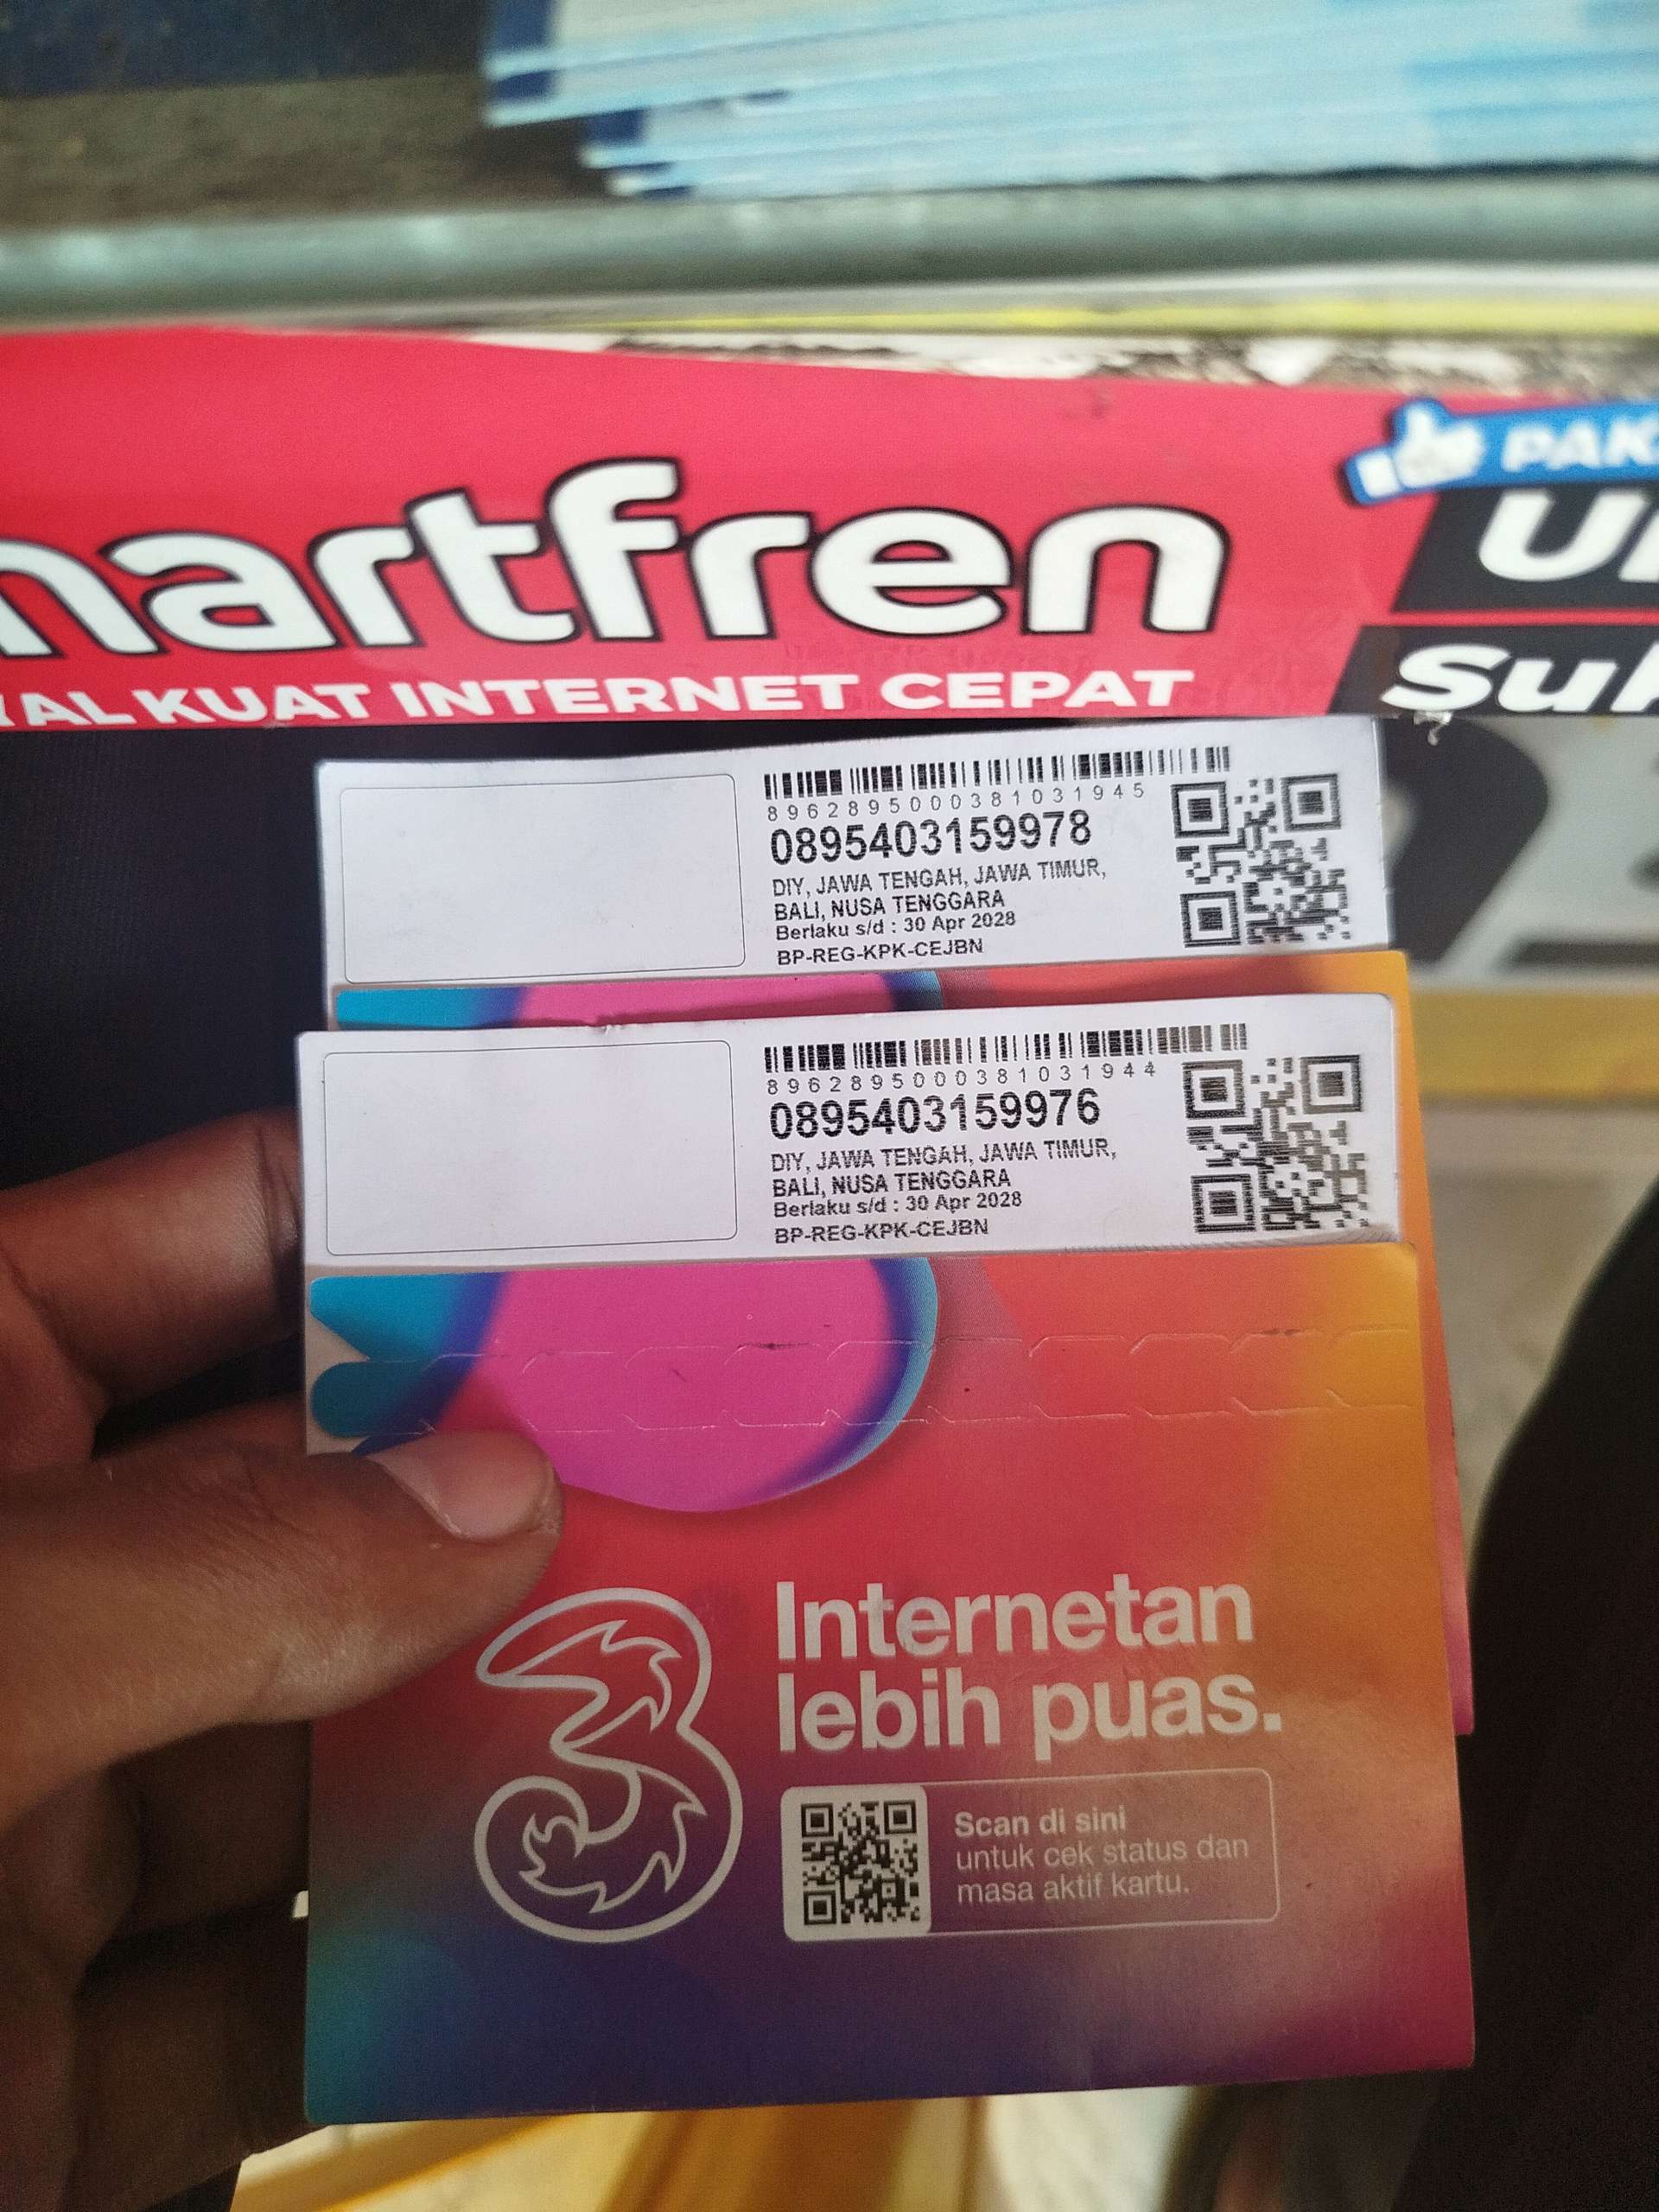 martfren
KUAT INTERNET CEPAT
8962895000381031945
0895403159978
DIY, JAWA TENGAH, JAWA TIMUR,
BALI, NUSA TENGGARA
Berlaku s/d : 30 Apr 2028
BP-REG-KPK-CEJBN
8962895000381031944
0895403159976
DIY, JAWA TENGAH, JAWA TIMUR,
BALI, NUSA TENGGARA
Berlaku s/d : 30 Apr 2028
BP-REG-KPK-CEJBN
3
Internetan
lebih puas.
Scan di sini
untuk cek status dan
masa aktif kartu.